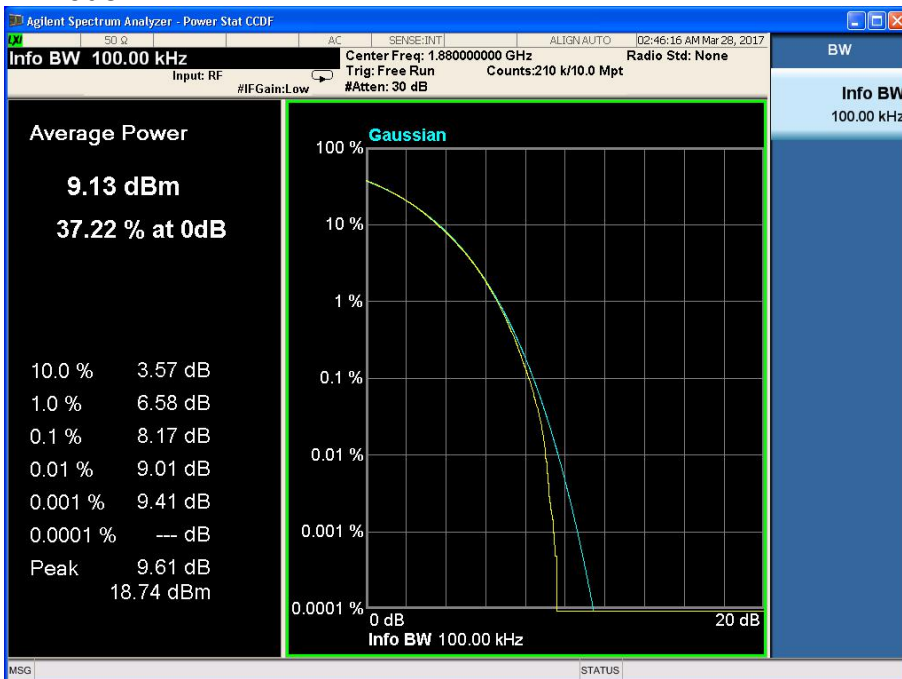 Agilent Spectrum Analyzer - Power Stat CCDF
LXI 50 Ω AC SENSE:INT ALIGN AUTO 02:46:16 AM Mar 28, 2017
Info BW 100.00 kHz
Center Freq: 1.880000000 GHz Radio Std: None
Input: RF Trig: Free Run Counts:210 k/10.0 Mpt
#IFGain:Low #Atten: 30 dB
BW
Info BW
100.00 kHz
Average Power
9.13 dBm
37.22 % at 0dB
10.0 % 3.57 dB
1.0 % 6.58 dB
0.1 % 8.17 dB
0.01 % 9.01 dB
0.001 % 9.41 dB
0.0001 % --- dB
Peak 9.61 dB
18.74 dBm
Gaussian
100 %
10 %
1 %
0.1 %
0.01 %
0.001 %
0.0001 %
0 dB 20 dB
Info BW 100.00 kHz
MSG STATUS